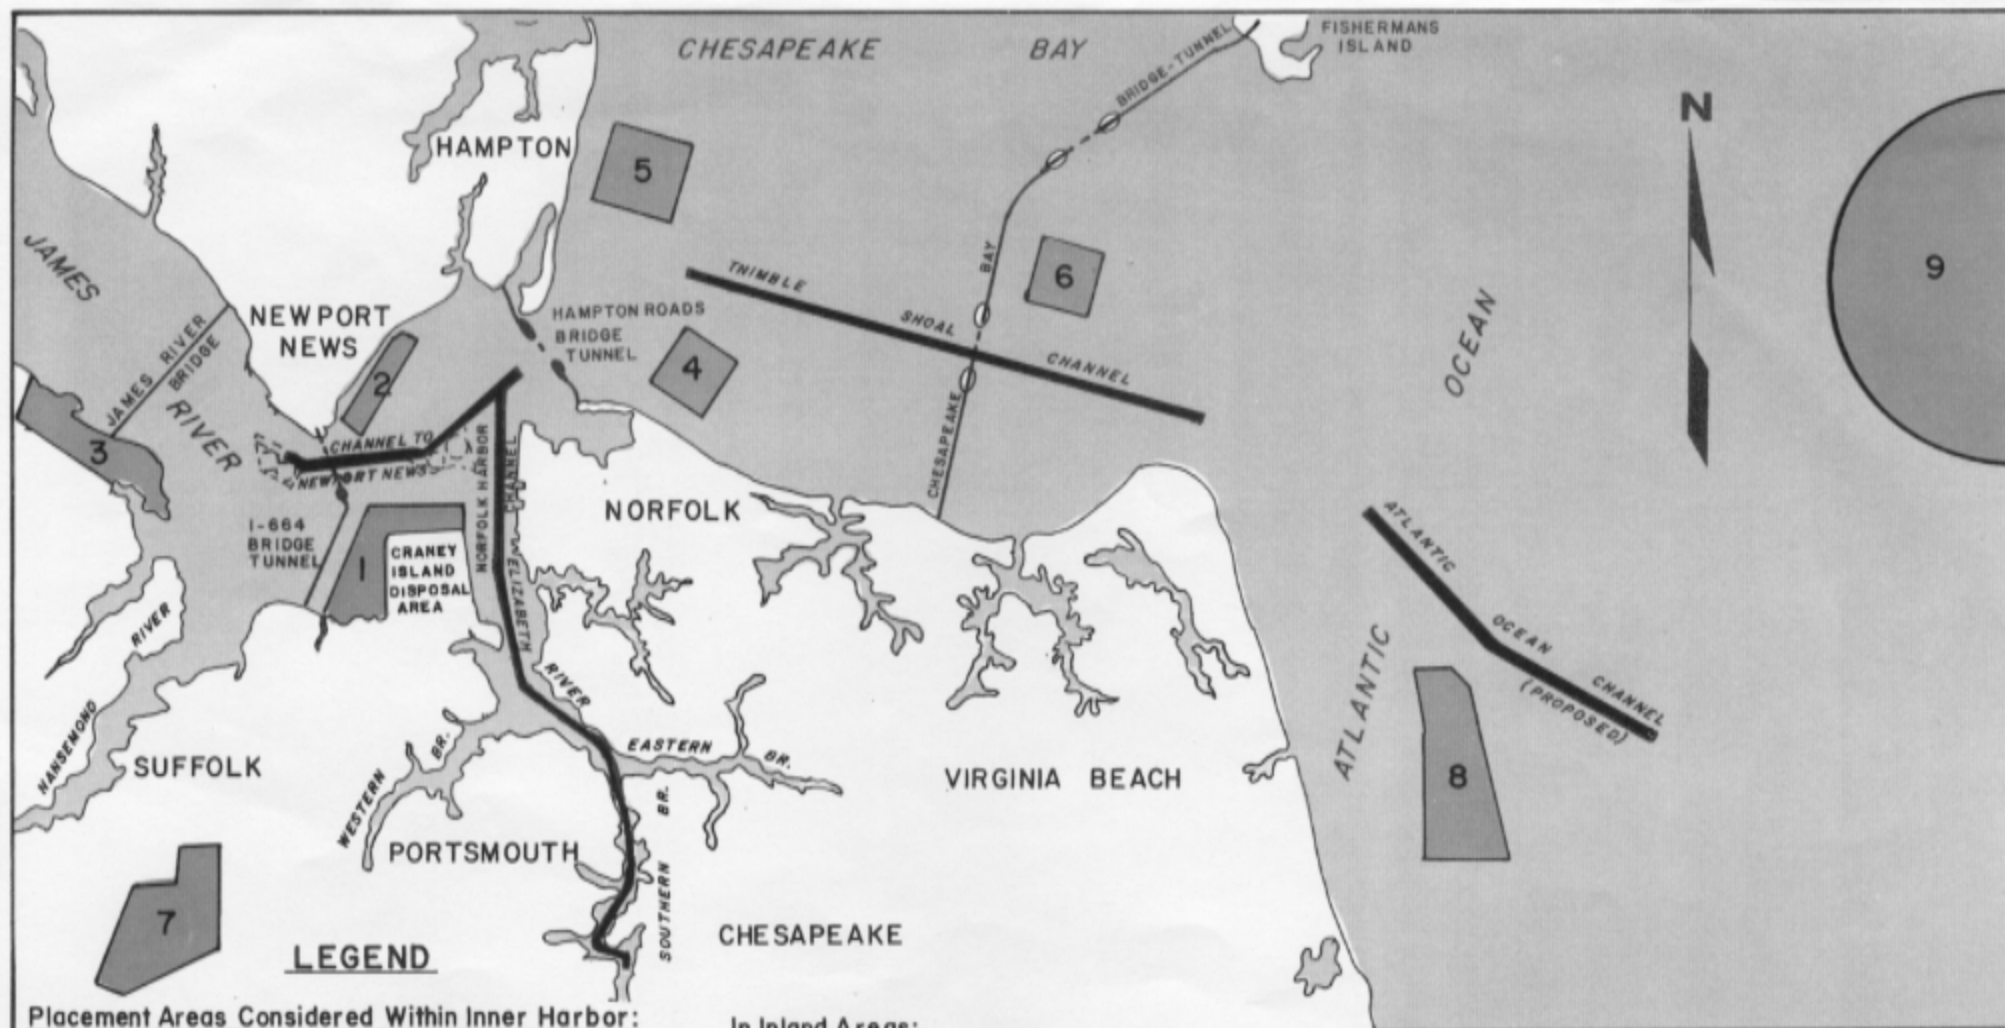 CHESAPEAKE BAY
FISHERMANS
ISLAND
BRIDGE-TUNNEL
N
HAMPTON
5
9
JAMES
RIVER
BAY
6
TNIMBLE
SHOAL
CHANNEL
NEWPORT
NEWS
HAMPTON ROADS
BRIDGE
TUNNEL
JAMES RIVER
BRIDGE
2
4
OCEAN
3
CHANNEL TO
NEWPORT NEWS
NORFOLK HARBOR
CHANNEL
CHESAPEAKE
NORFOLK
I-664
BRIDGE
TUNNEL
1
CRANEY
ISLAND
DISPOSAL
AREA
ELIZABETH
RIVER
ATLANTIC
OCEAN
CHANNEL
(PROPOSED)
RIVER
HANSEMOND
SUFFOLK
WESTERN BR.
EASTERN BR.
VIRGINIA BEACH
ATLANTIC
8
PORTSMOUTH
SOUTHERN BR.
7
CHESAPEAKE
LEGEND
Placement Areas Considered Within Inner Harbor:
In Inland Areas: